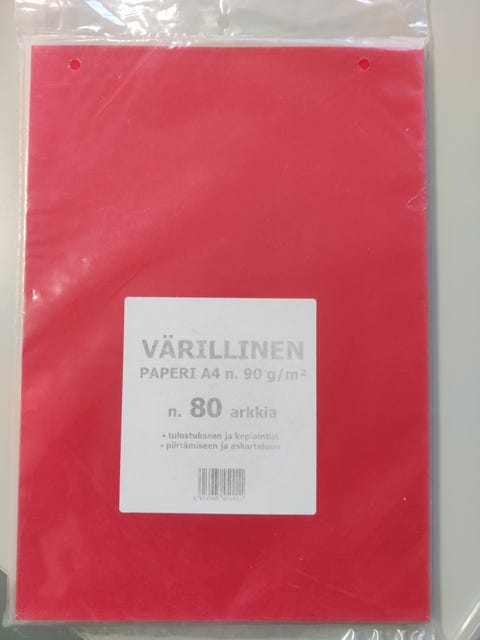 VÄRILLINEN
PAPERI A4 n. 90 g/m²
n. 80 arkkia
• tulostukseen ja kopiointiin
• piirtämiseen ja askarteluun